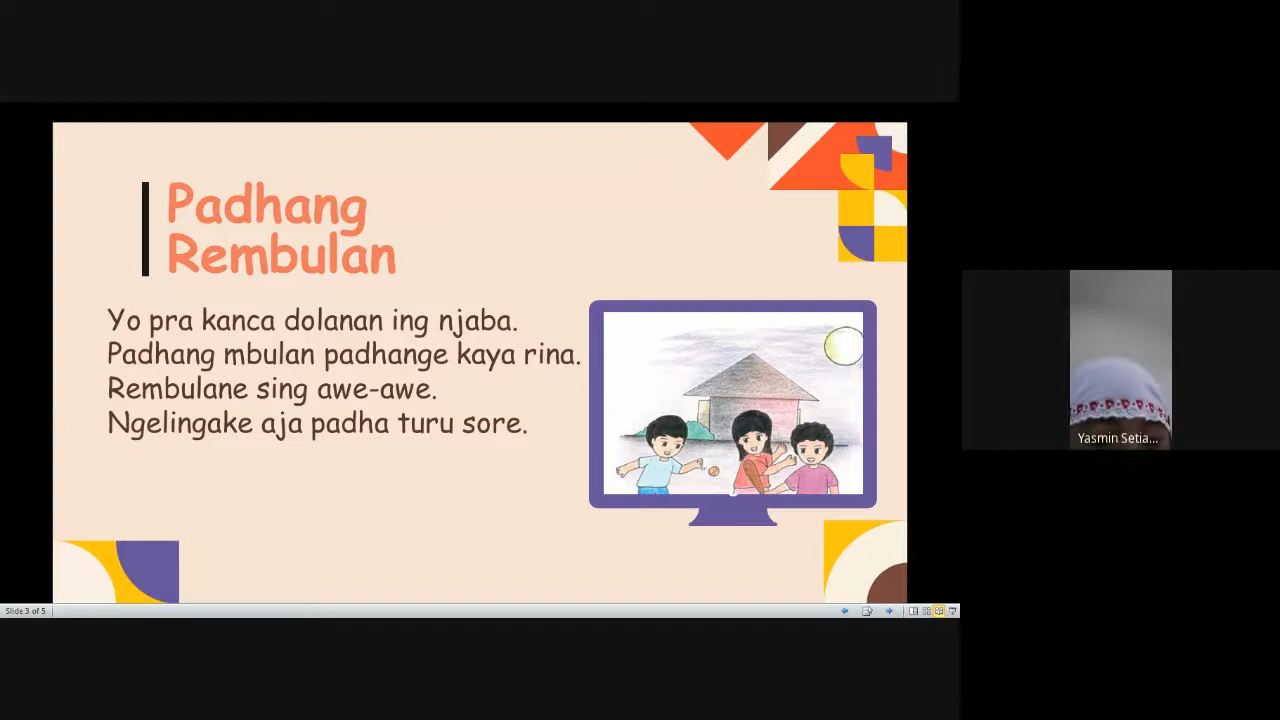 Padhang
Rembulan
Yo pra kanca dolanan ing njaba.
Padhang mbulan padhange kaya rina.
Rembulane sing awe-awe.
Ngelingake aja padha turu sore.
Yasmin Setia...
Slide 3 of 5